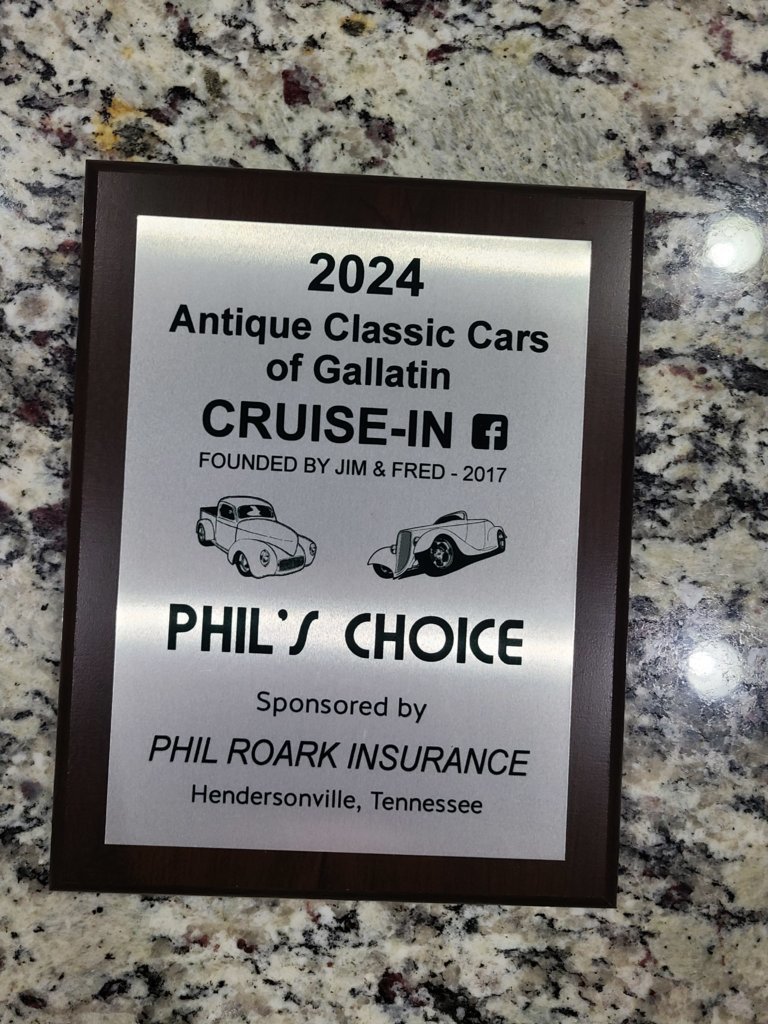 2024
Antique Classic Cars
of Gallatin
CRUISE-IN f
FOUNDED BY JIM & FRED - 2017
PHIL'S CHOICE
Sponsored by
PHIL ROARK INSURANCE
Hendersonville, Tennessee